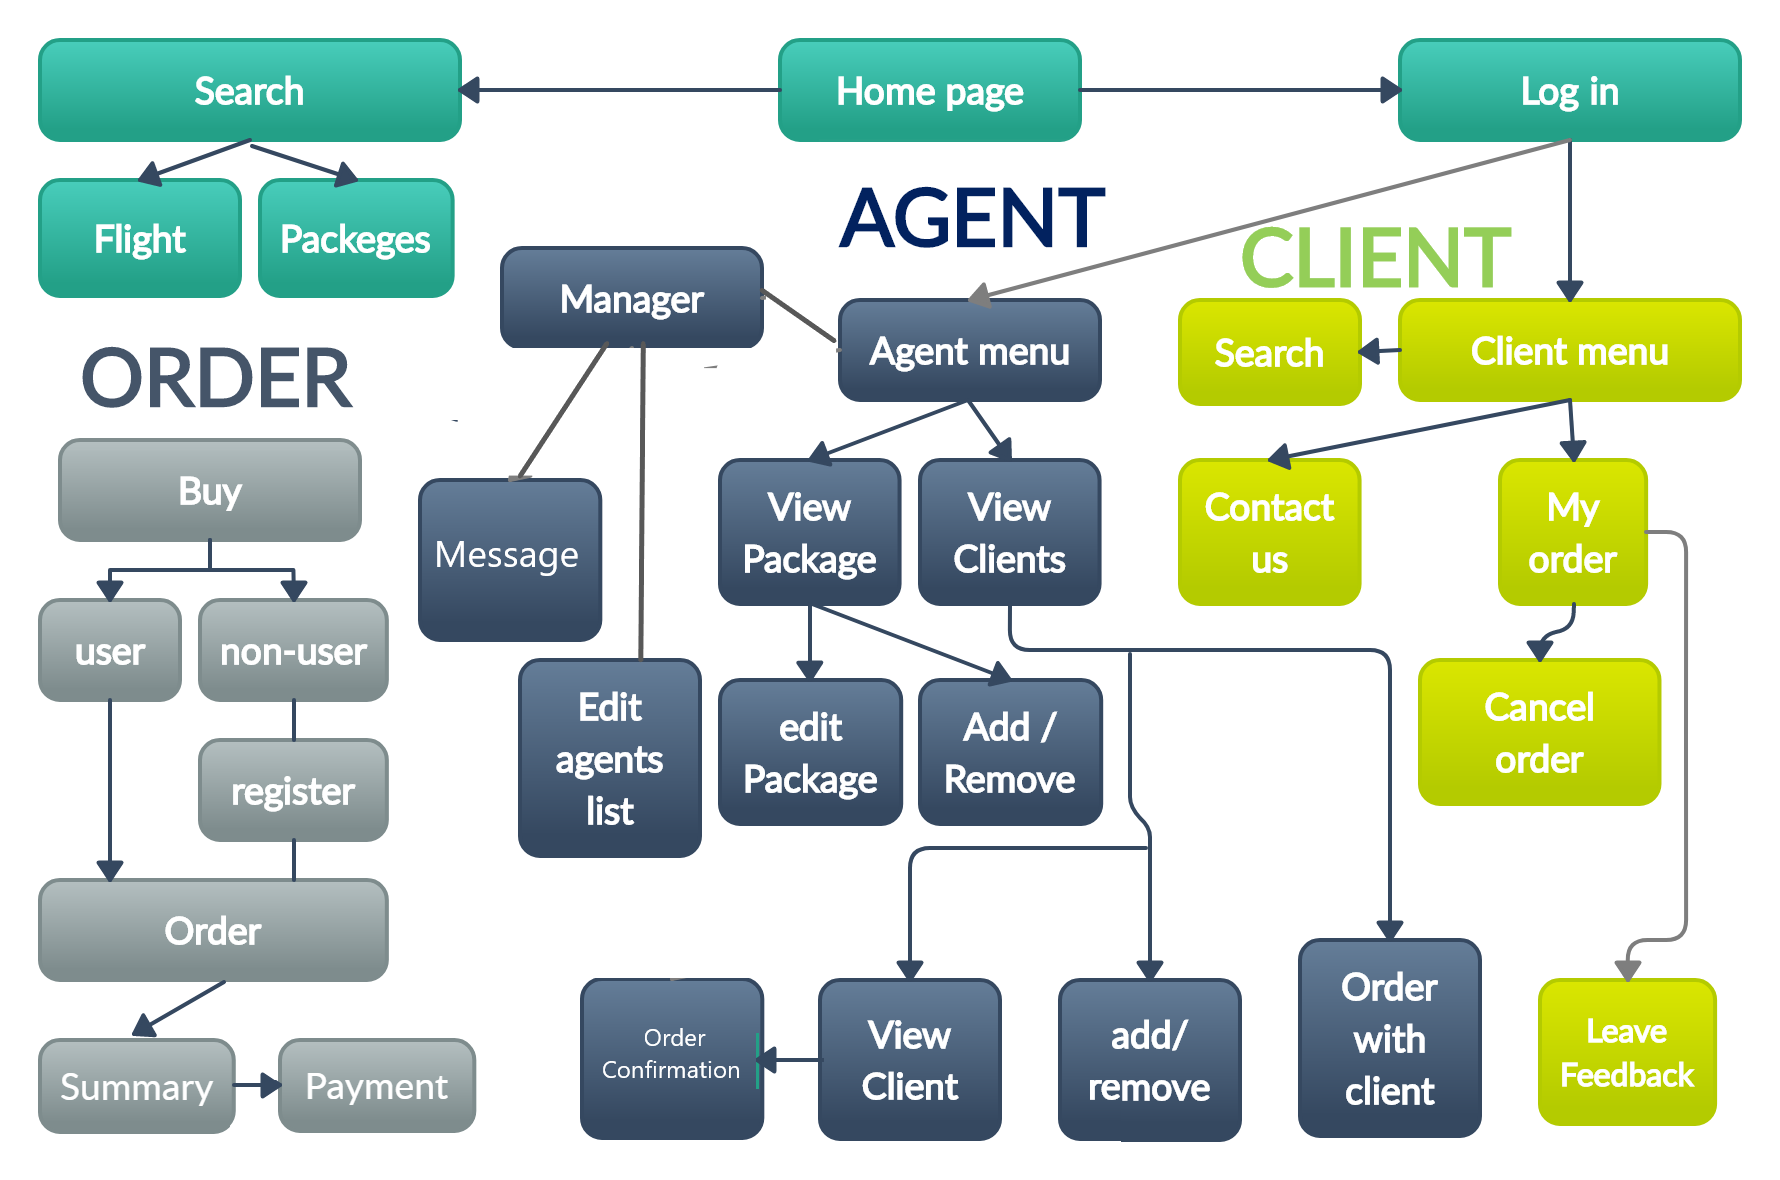 Search
Home page
Log in
Flight
Packeges
AGENT
CLIENT
Manager
Agent menu
Search
Client menu
ORDER
Buy
Message
View
Package
View
Clients
Contact
us
My
order
user
non-user
Edit
agents
list
edit
Package
Add /
Remove
Cancel
order
register
Order
Summary
Payment
Order
Confirmation
View
Client
add/
remove
Order
with
client
Leave
Feedback